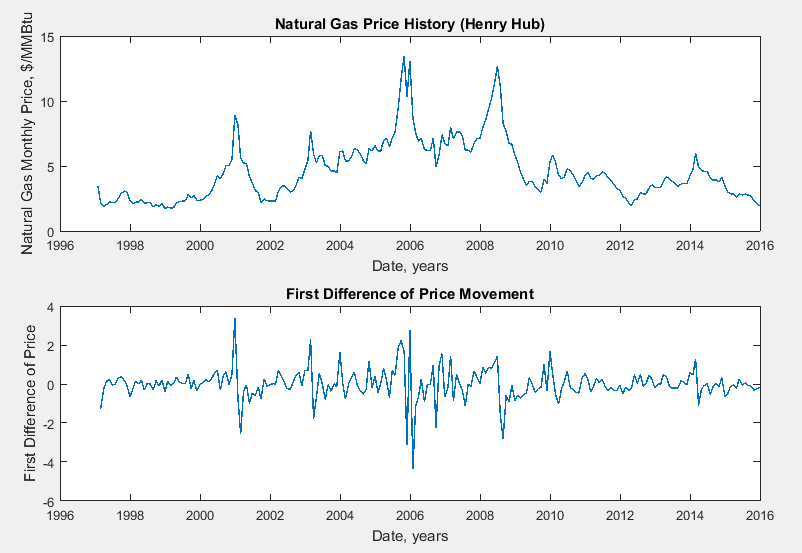 Natural Gas Price History (Henry Hub)
Natural Gas Monthly Price, $/MMBtu
15
10
5
0
1996 1998 2000 2002 2004 2006 2008 2010 2012 2014 2016
Date, years
First Difference of Price Movement
First Difference of Price
4
2
0
-2
-4
-6
1996 1998 2000 2002 2004 2006 2008 2010 2012 2014 2016
Date, years